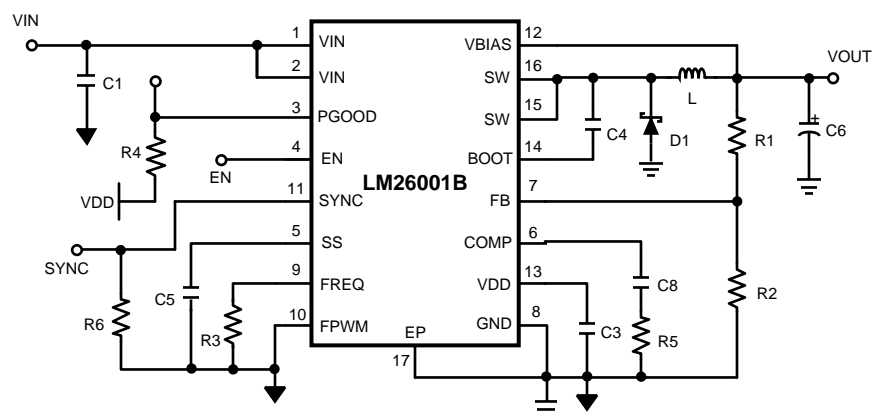 VIN
1 VIN
2 VIN
C1
3 PGOOD
R4
4 EN
EN
VDD
11 SYNC
SYNC
5 SS
C5
9 FREQ
R6
R3
10 FPWM
LM26001B
EP
17
VBIAS 12
VOUT
SW 16
L
SW 15
C4
D1
R1
C6
BOOT 14
FB 7
COMP 6
C8
VDD 13
R2
GND 8
C3
R5